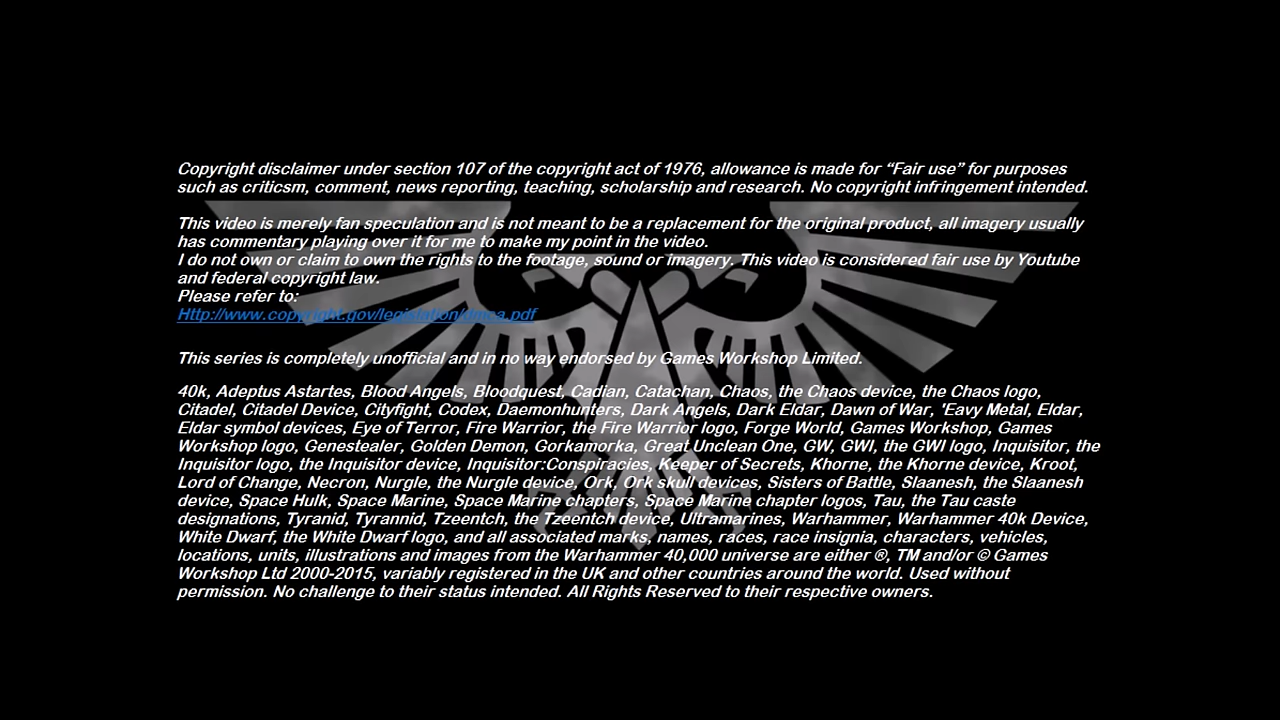 Copyright disclaimer under section 107 of the copyright act of 1976, allowance is made for “Fair use” for purposes
such as criticsm, comment, news reporting, teaching, scholarship and research. No copyright infringement intended.
This video is merely fan speculation and is not meant to be a replacement for the original product, all imagery usually
has commentary playing over it for me to make my point in the video.
I do not own or claim to own the rights to the footage, sound or imagery. This video is considered fair use by Youtube
and federal copyright law.
Please refer to:
Http://www.copyright.gov/legislation/dmca.pdf
This series is completely unofficial and in no way endorsed by Games Workshop Limited.
40k, Adeptus Astartes, Blood Angels, Bloodquest, Cadian, Catachan, Chaos, the Chaos device, the Chaos logo,
Citadel, Citadel Device, Cityfight, Codex, Daemonhunters, Dark Angels, Dark Eldar, Dawn of War, 'Eavy Metal, Eldar,
Eldar symbol devices, Eye of Terror, Fire Warrior, the Fire Warrior logo, Forge World, Games Workshop, Games
Workshop logo, Genestealer, Golden Demon, Gorkamorka, Great Unclean One, GW, GWI, the GWI logo, Inquisitor, the
Inquisitor logo, the Inquisitor device, Inquisitor:Conspiracies, Keeper of Secrets, Khorne, the Khorne device, Kroot,
Lord of Change, Necron, Nurgle, the Nurgle device, Ork, Ork skull devices, Sisters of Battle, Slaanesh, the Slaanesh
device, Space Hulk, Space Marine, Space Marine chapters, Space Marine chapter logos, Tau, the Tau caste
designations, Tyranid, Tyrannid, Tzeentch, the Tzeentch device, Ultramarines, Warhammer, Warhammer 40k Device,
White Dwarf, the White Dwarf logo, and all associated marks, names, races, race insignia, characters, vehicles,
locations, units, illustrations and images from the Warhammer 40,000 universe are either ®, TM and/or © Games
Workshop Ltd 2000-2015, variably registered in the UK and other countries around the world. Used without
permission. No challenge to their status intended. All Rights Reserved to their respective owners.